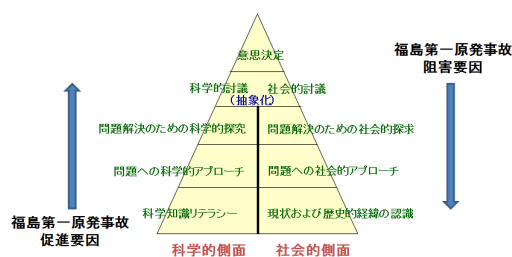 意思決定
福島第一原発事故
阻害要因
科学的討議 社会的討議
(抽象化)
問題解決のための科学的探究 問題解決のための社会的探求
問題への科学的アプローチ 問題への社会的アプローチ
科学知識リテラシー 現状および歴史的経緯の認識
福島第一原発事故
促進要因
科学的側面 社会的側面